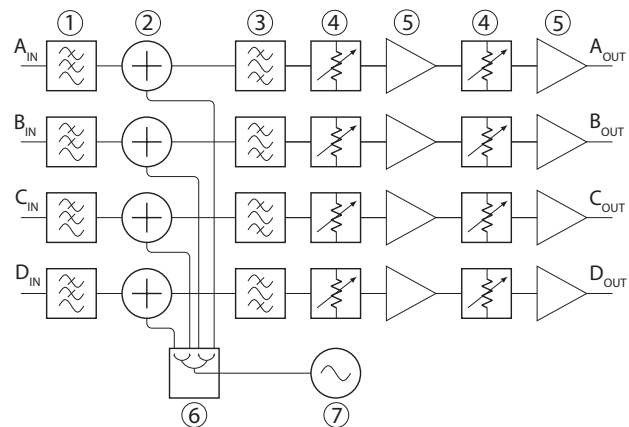 ① ② ③ ④ ⑤ ④ ⑤
A_IN A_OUT
B_IN B_OUT
C_IN C_OUT
D_IN D_OUT
⑥ ⑦